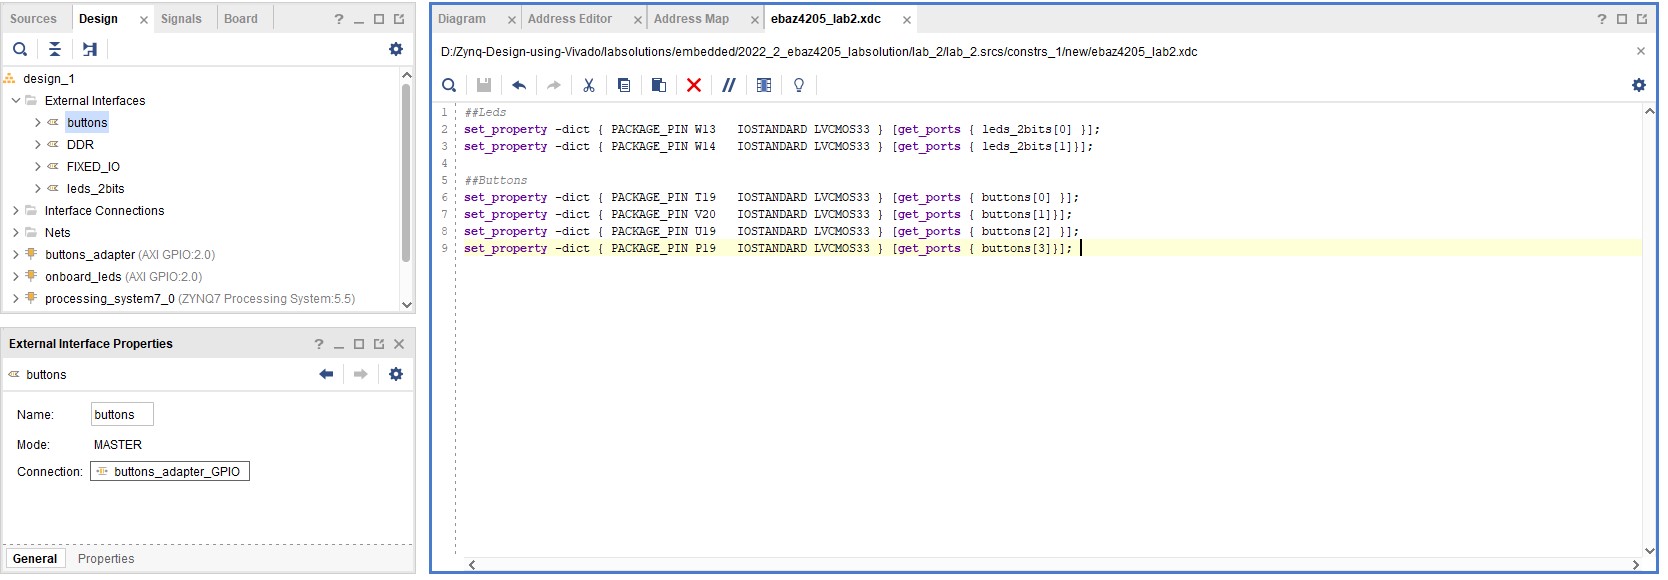 Sources
Design
Signals
Board
design_1
External Interfaces
buttons
DDR
FIXED_IO
leds_2bits
Interface Connections
Nets
buttons_adapter (AXI GPIO:2.0)
onboard_leds (AXI GPIO:2.0)
processing_system7_0 (ZYNQ7 Processing System:5.5)
External Interface Properties
buttons
Name: buttons
Mode: MASTER
Connection: buttons_adapter_GPIO
General
Properties
Diagram
Address Editor
Address Map
ebaz4205_lab2.xdc
D:/Zynq-Design-using-Vivado/labsolutions/embedded/2022_2_ebaz4205_labsolution/lab_2/lab_2.srcs/constrs_1/new/ebaz4205_lab2.xdc
1 ##Leds
2 set_property -dict { PACKAGE_PIN W13 IOSTANDARD LVCMOS33 } [get_ports { leds_2bits[0] }];
3 set_property -dict { PACKAGE_PIN W14 IOSTANDARD LVCMOS33 } [get_ports { leds_2bits[1]}];
4
5 ##Buttons
6 set_property -dict { PACKAGE_PIN T19 IOSTANDARD LVCMOS33 } [get_ports { buttons[0] }];
7 set_property -dict { PACKAGE_PIN V20 IOSTANDARD LVCMOS33 } [get_ports { buttons[1]}];
8 set_property -dict { PACKAGE_PIN U19 IOSTANDARD LVCMOS33 } [get_ports { buttons[2] }];
9 set_property -dict { PACKAGE_PIN P19 IOSTANDARD LVCMOS33 } [get_ports { buttons[3]}];